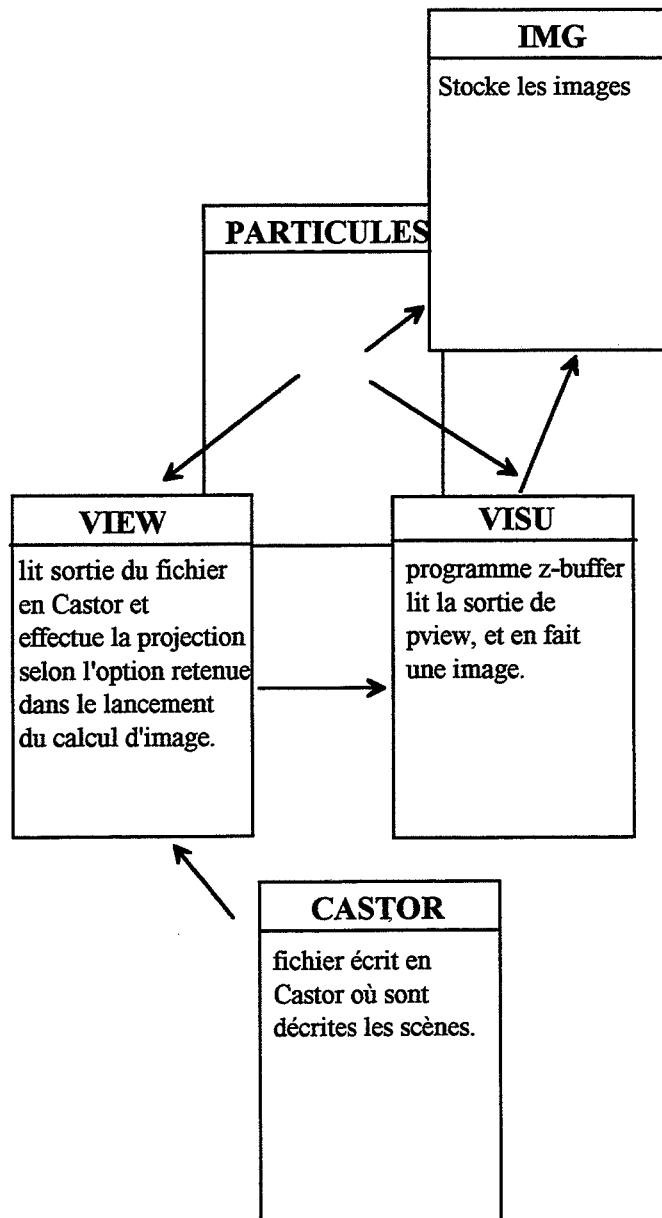 IMG
Stocke les images
PARTICULES
VIEW
lit sortie du fichier
en Castor et
effectue la projection
selon l'option retenue
dans le lancement
du calcul d'image.
VISU
programme z-buffer
lit la sortie de
pview, et en fait
une image.
CASTOR
fichier écrit en
Castor où sont
décrites les scènes.